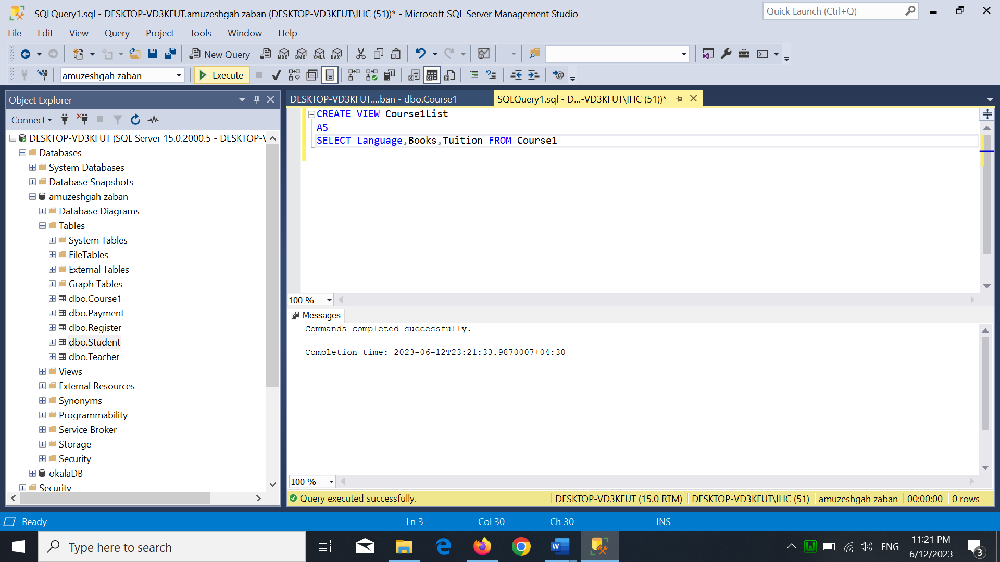 SQLQuery1.sql - DESKTOP-VD3KFUT.amuzeshgah zaban (DESKTOP-VD3KFUT\IHC (51))* - Microsoft SQL Server Management Studio
Quick Launch (Ctrl+Q)
File Edit View Query Project Tools Window Help
New Query MDX DMX XMLA DAX
amuzeshgah zaban Execute
Object Explorer
Connect
DESKTOP-VD3KFUT (SQL Server 15.0.2000.5 - DESKTOP-V
Databases
System Databases
Database Snapshots
amuzeshgah zaban
Database Diagrams
Tables
System Tables
FileTables
External Tables
Graph Tables
dbo.Course1
dbo.Payment
dbo.Register
dbo.Student
dbo.Teacher
Views
External Resources
Synonyms
Programmability
Service Broker
Storage
Security
okalaDB
Security
DESKTOP-VD3KFUT....ban - dbo.Course1
SQLQuery1.sql - D...-VD3KFUT\IHC (51))*
CREATE VIEW Course1List
AS
SELECT Language,Books,Tuition FROM Course1
100 %
Messages
Commands completed successfully.
Completion time: 2023-06-12T23:21:33.9870007+04:30
100 %
Query executed successfully. DESKTOP-VD3KFUT (15.0 RTM) DESKTOP-VD3KFUT\IHC (51) amuzeshgah zaban 00:00:00 0 rows
Ready Ln 3 Col 30 Ch 30 INS
Type here to search
ENG
11:21 PM
6/12/2023
3